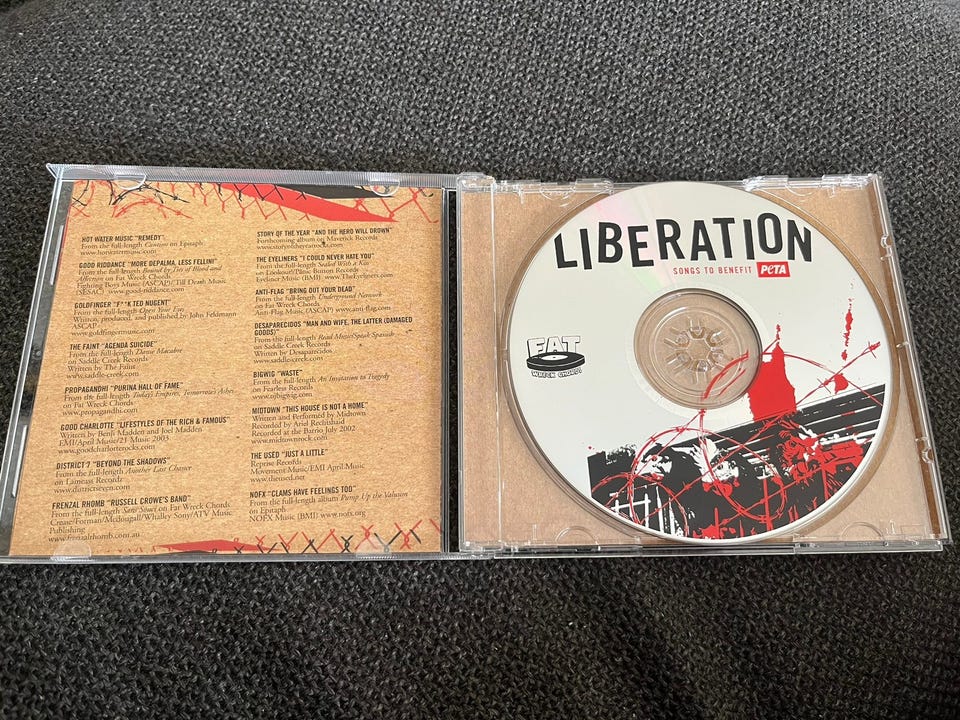 HOT WATER MUSIC "REMEDY"
From the full-length Caution on Epitaph
www.hotwatermusic.com
GOOD RIDDANCE "MORE DEPALMA, LESS FELLINI"
From the full-length Bound by Ties of Blood and
Affection on Fat Wreck Chords
Fighting Boys Music (ASCAP)/Till Death Music
(SESAC) www.good-riddance.com
GOLDFINGER "F**K TED NUGENT"
From the full-length Open Your Eyes
Written, produced, and published by John Feldmann
ASCAP
www.goldfingermusic.com
THE FAINT "AGENDA SUICIDE"
From the full-length Danse Macabre
on Saddle Creek Records
Written by The Faint
www.saddle-creek.com
PROPAGANDHI "PURINA HALL OF FAME"
From the full-length Today's Empires, Tomorrow's Ashes
www.propagandhi.com
GOOD CHARLOTTE "LIFESTYLES OF THE RICH & FAMOUS"
Written by Benji Madden and Joel Madden
EMI/April Music/21 Music 2003
www.goodcharlotterocks.com
DISTRICT 7 "BEYOND THE SHADOWS"
From the full-length Another Last Chance
on Lameass Records
www.districtseven.com
FRENZAL RHOMB "RUSSELL CROWE'S BAND"
From the full-length Sans Souci on Fat Wreck Chords
Crease/Forman/Mcdougall/Whalley Sony/ATV Music
Publishing
www.frenzalrhomb.com.au
STORY OF THE YEAR "AND THE HERO WILL DROWN"
Forthcoming album on Maverick Records
www.storyoftheyearrocks.com
THE EYELINERS "I COULD NEVER HATE YOU"
From the full-length Sealed With A Kiss
on Lookout/Panic Button Records
Eyeliner Music (BMI) www.TheEyeliners.com
ANTI-FLAG "BRING OUT YOUR DEAD"
From the full-length Underground Network
on Fat Wreck Chords
Anti-Flag Music (ASCAP) www.anti-flag.com
DESAPARECIDOS "MAN AND WIFE, THE LATTER (DAMAGED
GOODS)"
From the full-length Read Music/Speak Spanish
on Saddle Creek Records
Written by Desaparecidos
www.saddle-creek.com
BIGWIG "WASTE"
From the full-length An Invitation to Tragedy
on Fearless Records
www.njbigwig.com
MIDTOWN "THIS HOUSE IS NOT A HOME"
Written and Performed by Midtown
Recorded by Ariel Rechtshaid
Recorded at the Barrio July 2002
www.midtownrock.com
THE USED "JUST A LITTLE"
Reprise Records
Movement Music/EMI April Music
www.theused.net
NOFX "CLAMS HAVE FEELINGS TOO"
From the full-length album Pump Up the Valuum
on Epitaph
NOFX Music (BMI) www.nofx.org
LIBERATION
SONGS TO BENEFIT PETA
FAT
WRECK CHORDS